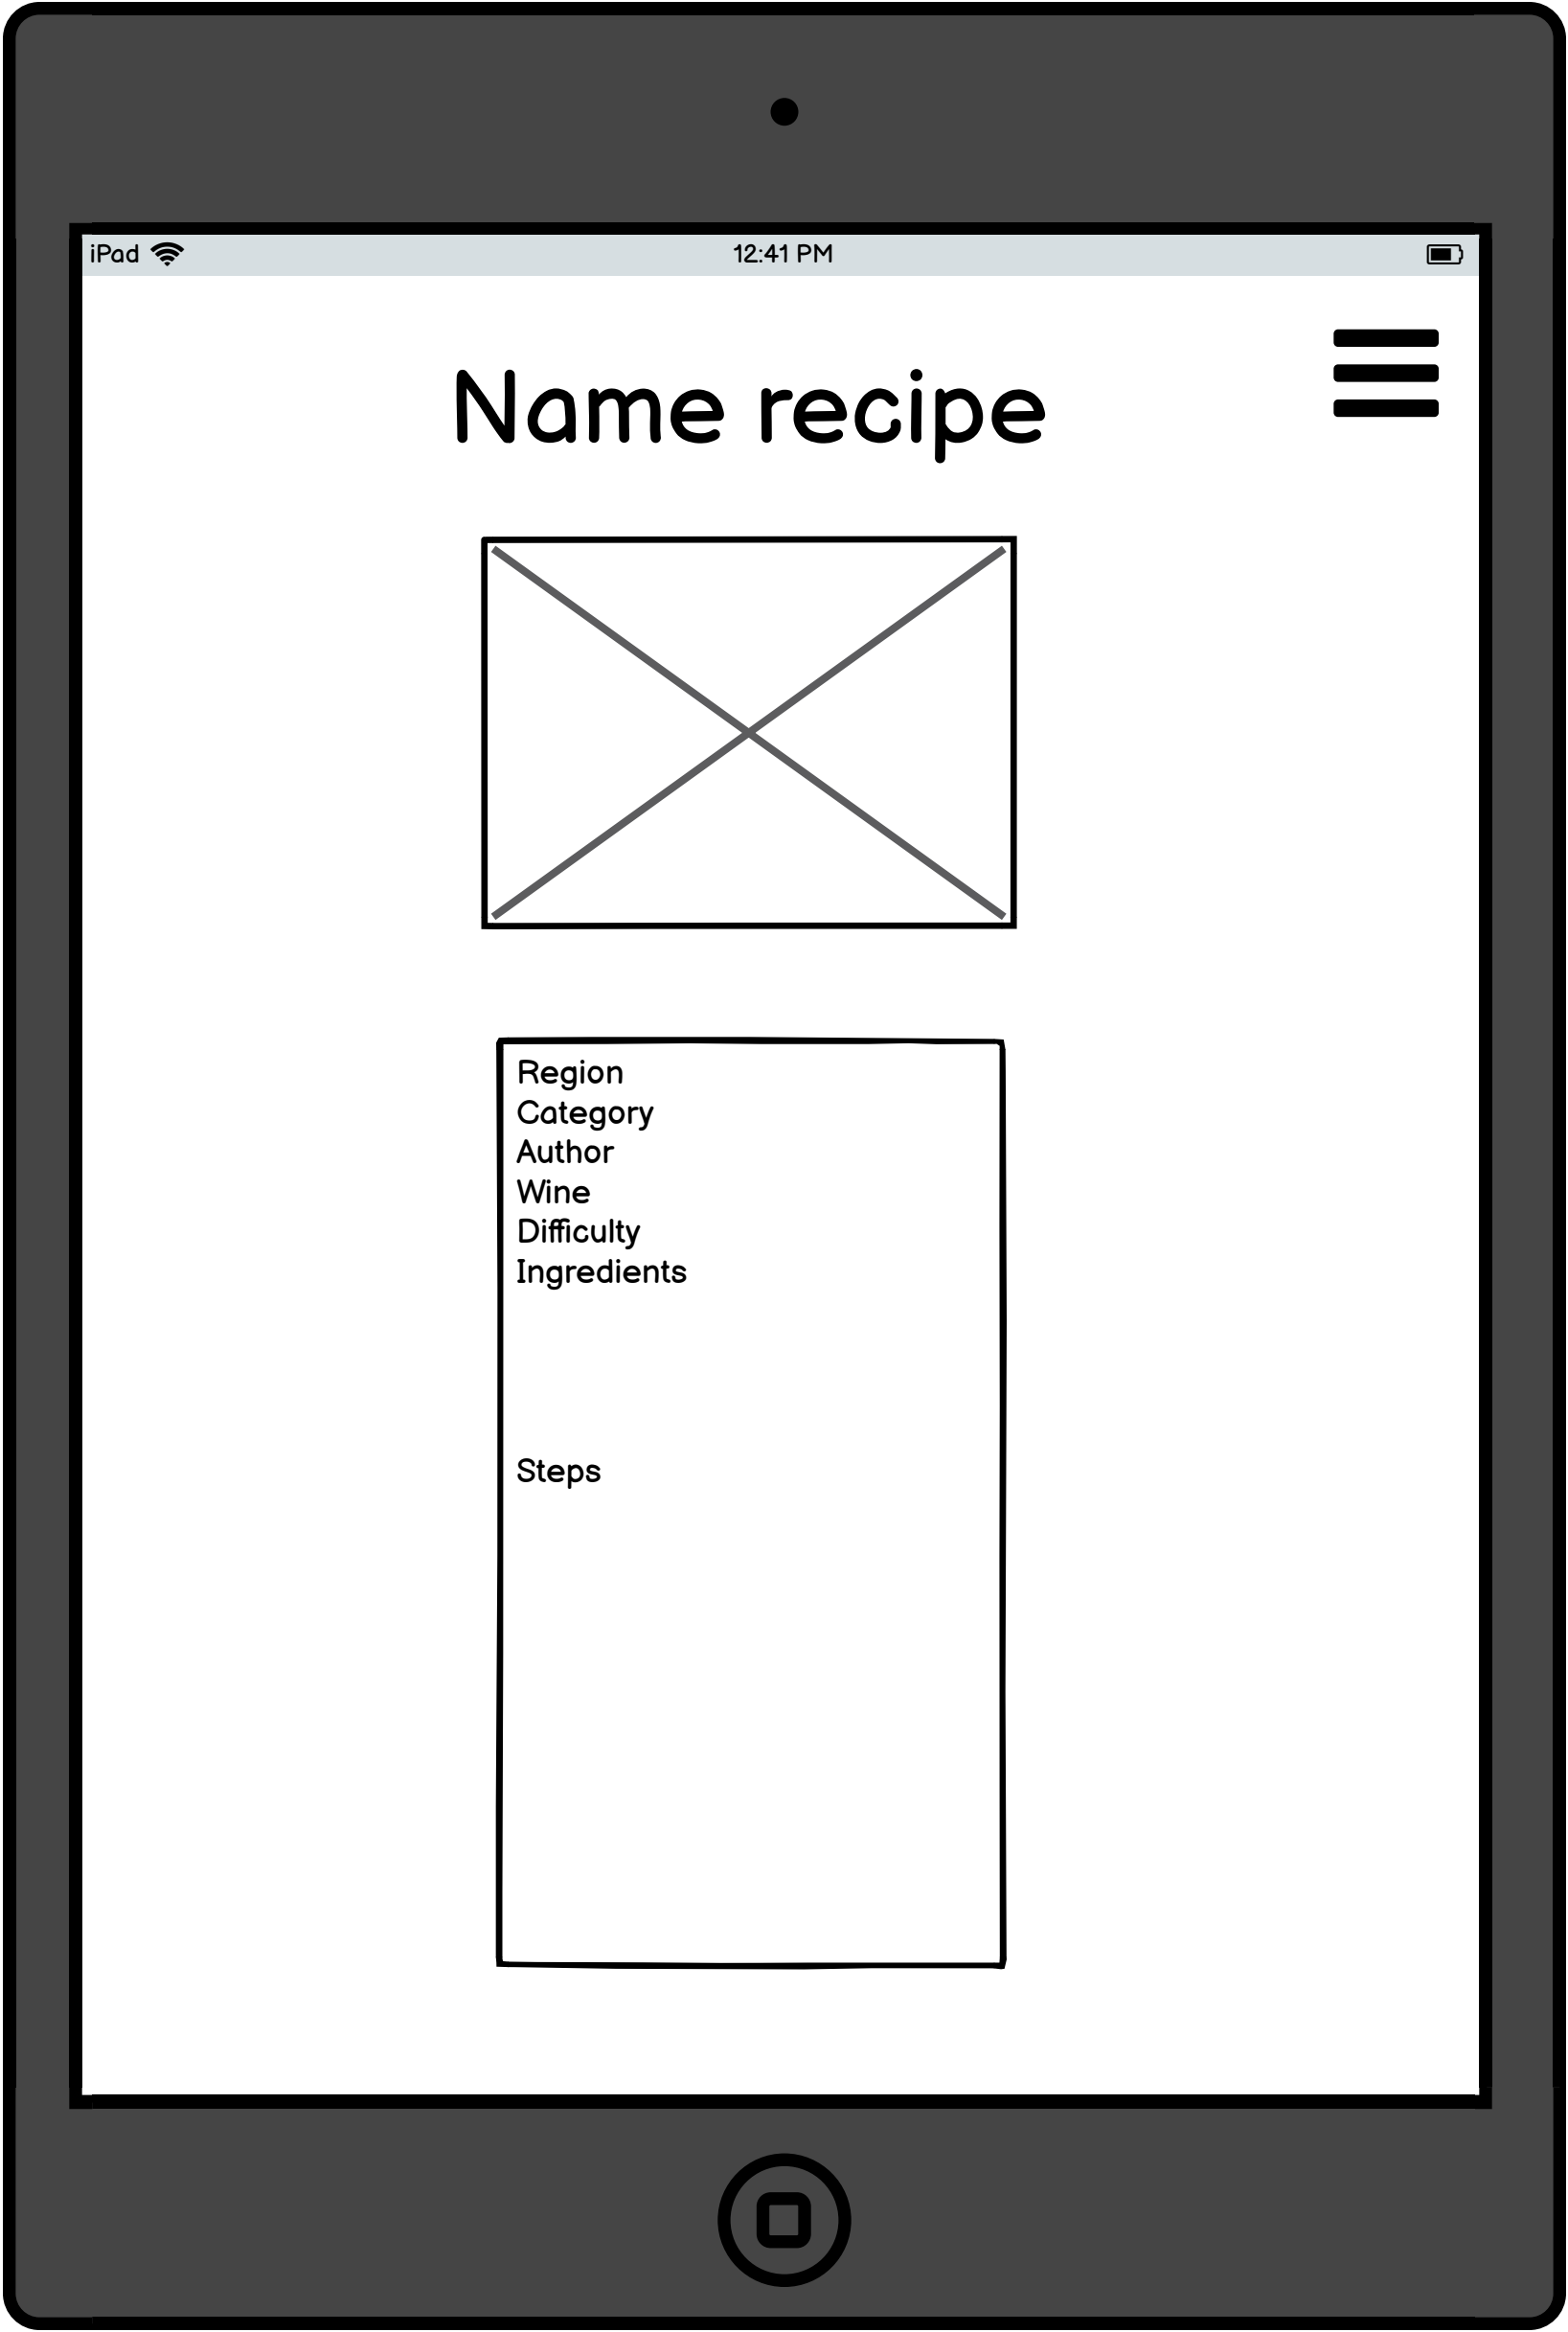 iPad
12:41 PM
Name recipe
Region
Category
Author
Wine
Difficulty
Ingredients
Steps